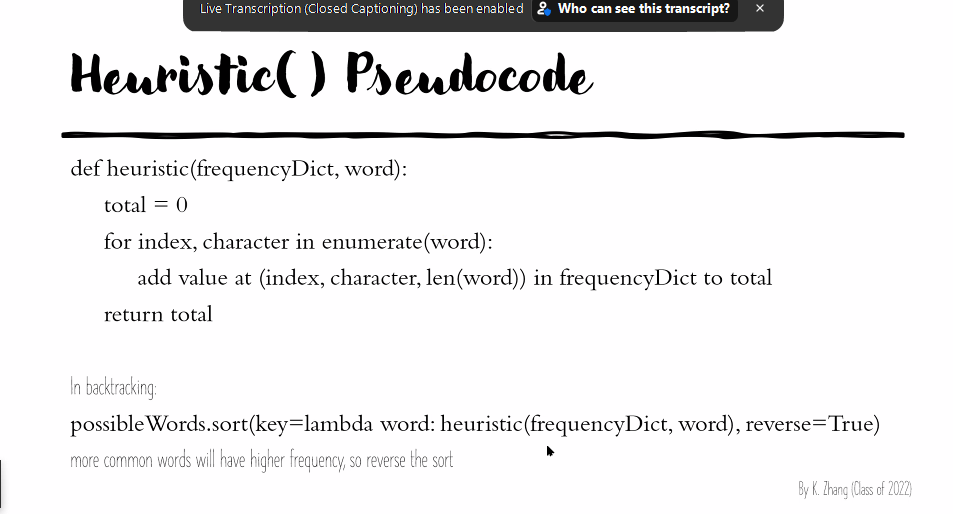 Live Transcription (Closed Captioning) has been enabled Who can see this transcript? ×
Heuristic( ) Pseudocode
def heuristic(frequencyDict, word):
total = 0
for index, character in enumerate(word):
add value at (index, character, len(word)) in frequencyDict to total
return total
In backtracking:
possibleWords.sort(key=lambda word: heuristic(frequencyDict, word), reverse=True)
more common words will have higher frequency, so reverse the sort
By K. Zhang (Class of 2022)